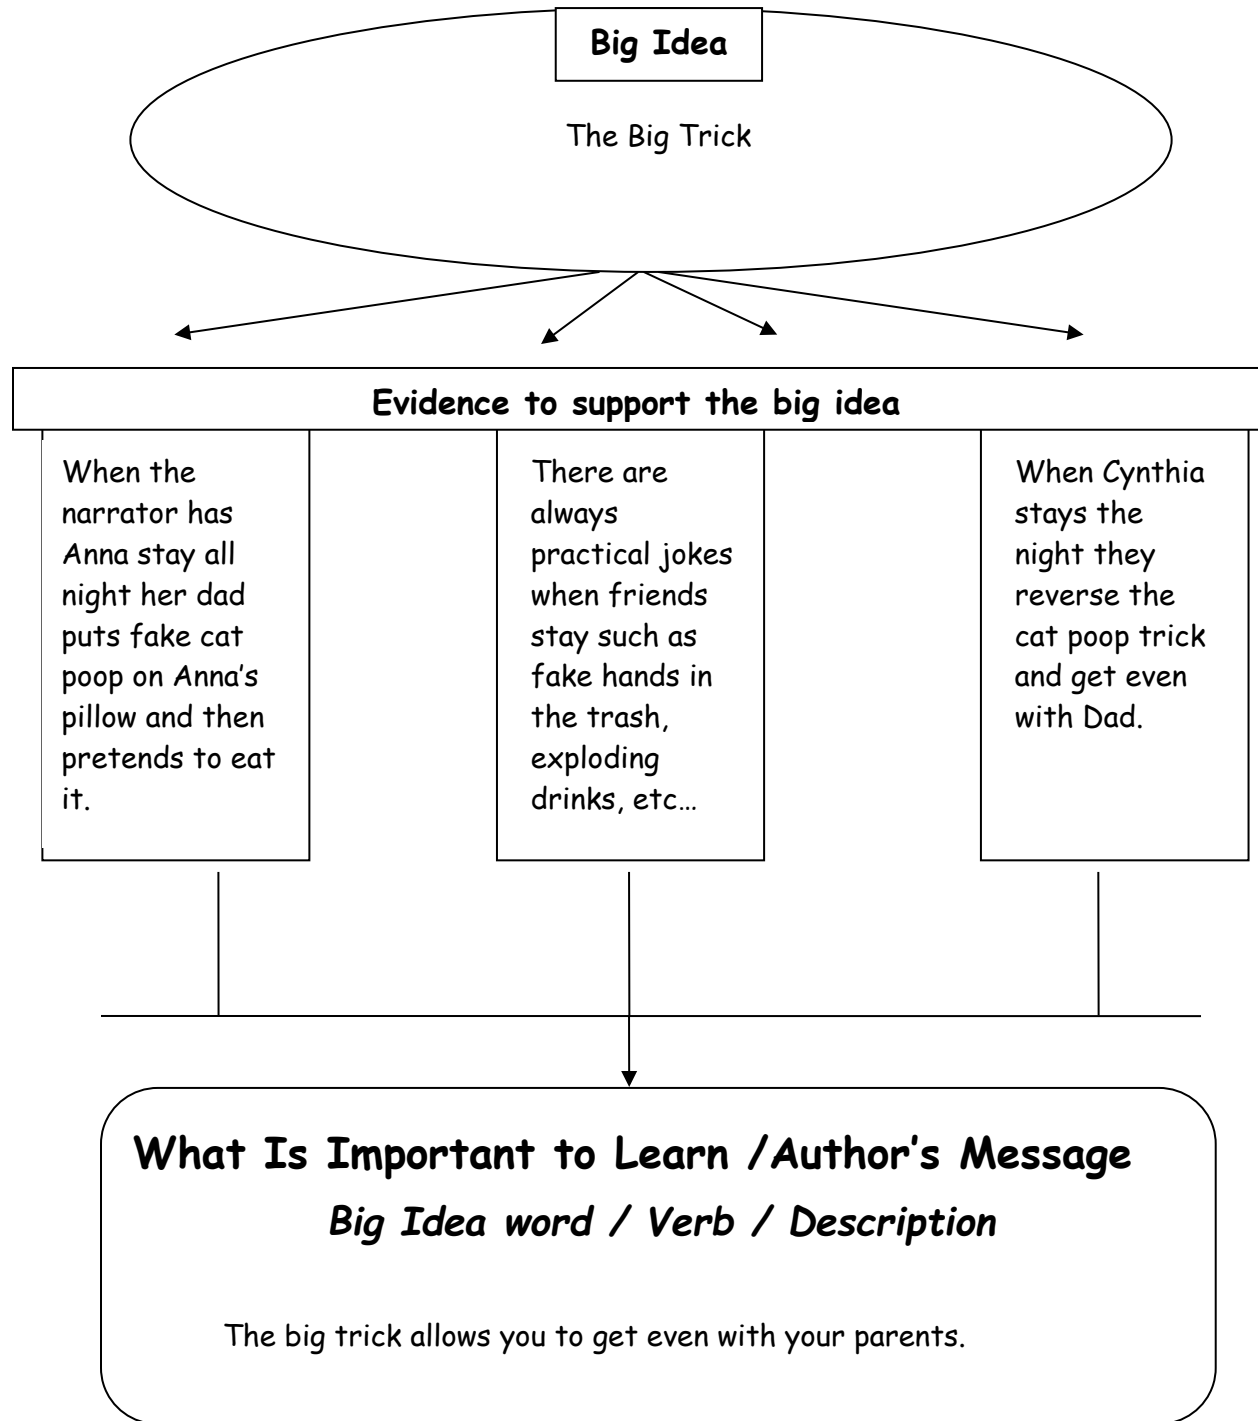 Big Idea
The Big Trick
Evidence to support the big idea
When the
narrator has
Anna stay all
night her dad
puts fake cat
poop on Anna's
pillow and then
pretends to eat
it.
There are
always
practical jokes
when friends
stay such as
fake hands in
the trash,
exploding
drinks, etc...
When Cynthia
stays the
night they
reverse the
cat poop trick
and get even
with Dad.
What Is Important to Learn /Author's Message
Big Idea word / Verb / Description
The big trick allows you to get even with your parents.